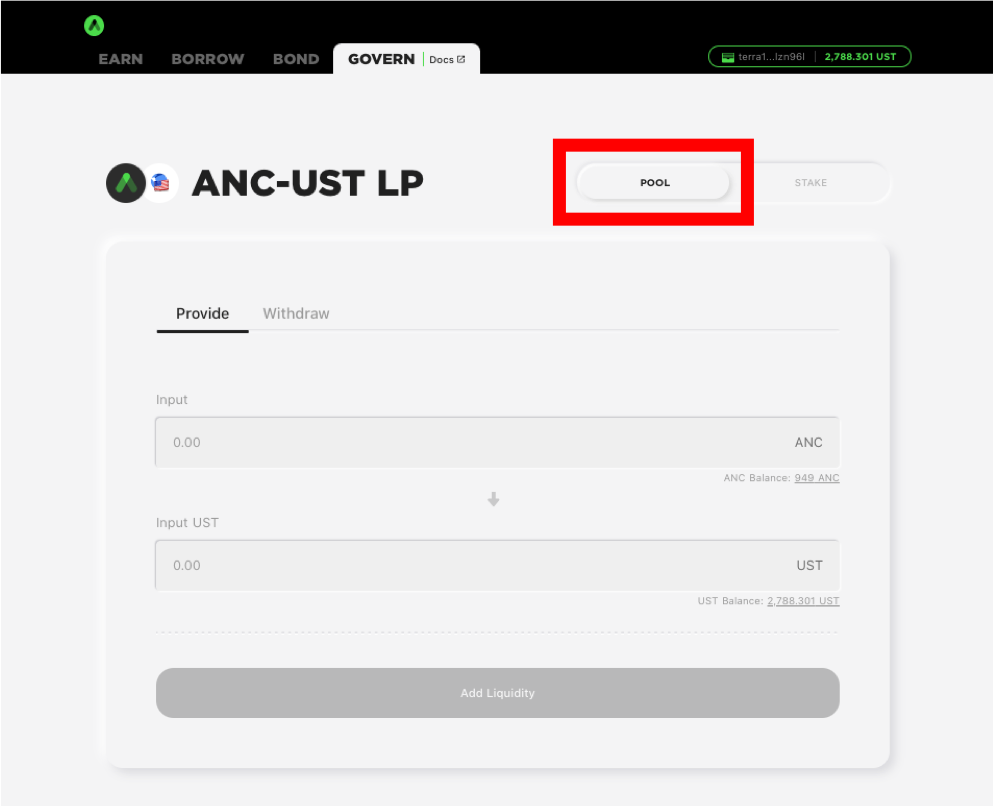 EARN BORROW BOND GOVERN Docs terra1...lzn96l 2,788.301 UST
ANC-UST LP POOL STAKE
Provide Withdraw
Input
0.00 ANC
ANC Balance: 949 ANC
Input UST
0.00 UST
UST Balance: 2,788.301 UST
Add Liquidity